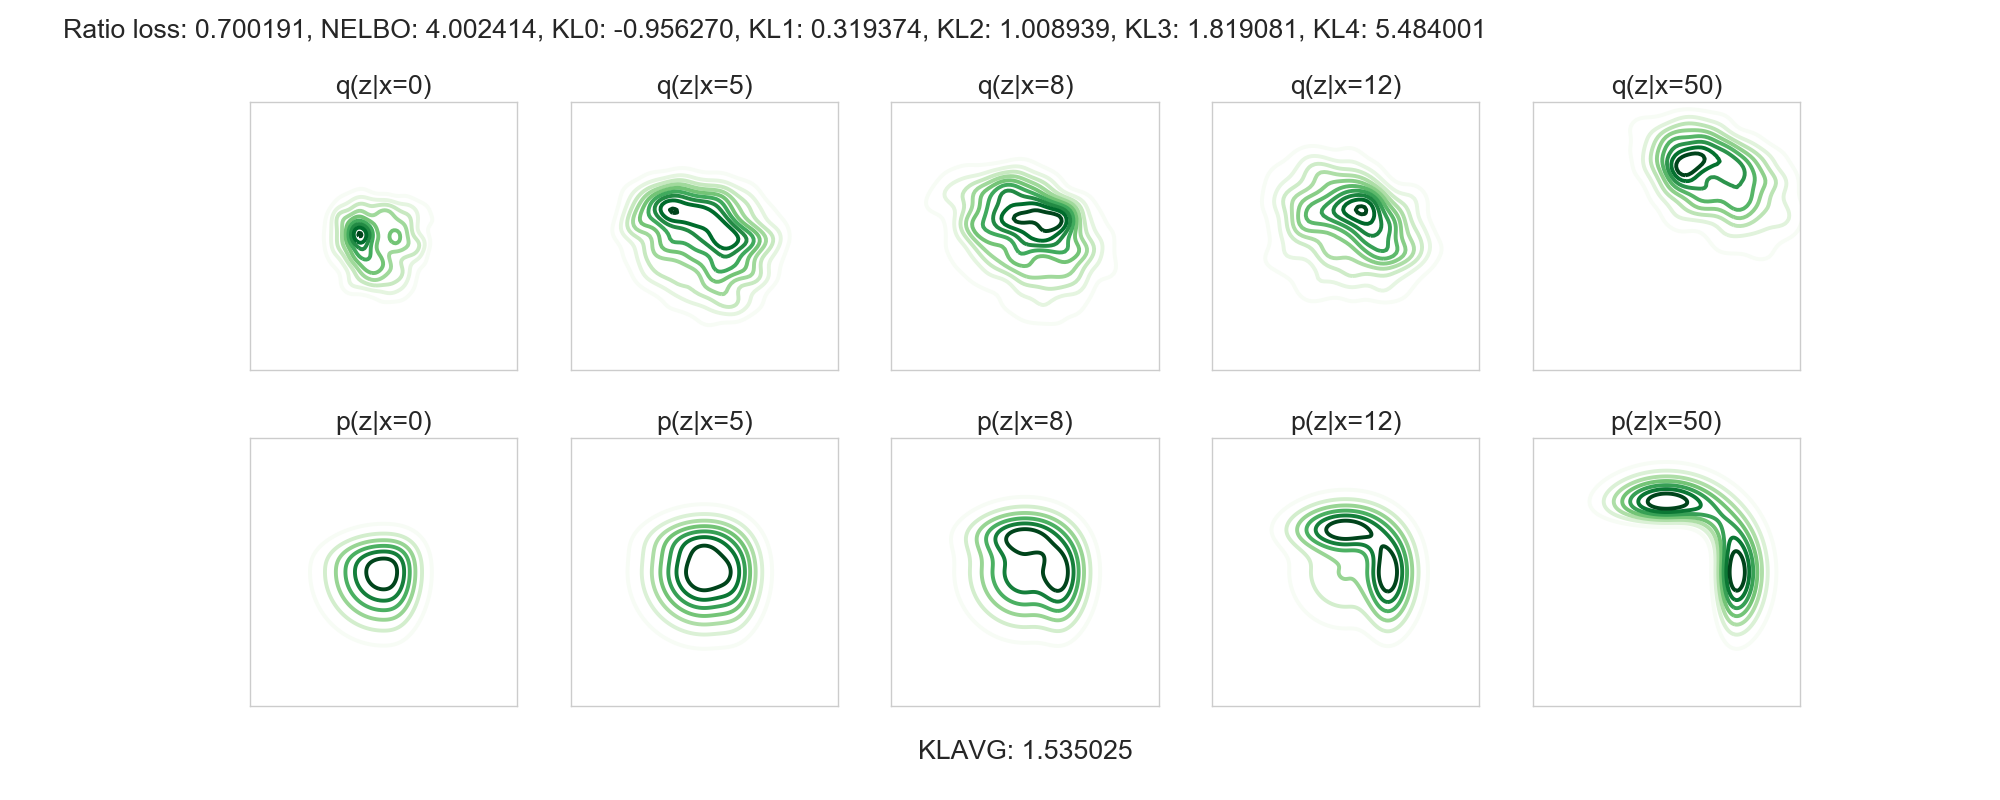 Ratio loss: 0.700191, NELBO: 4.002414, KL0: -0.956270, KL1: 0.319374, KL2: 1.008939, KL3: 1.819081, KL4: 5.484001
q(z|x=0) q(z|x=5) q(z|x=8) q(z|x=12) q(z|x=50)
p(z|x=0) p(z|x=5) p(z|x=8) p(z|x=12) p(z|x=50)
KLAVG: 1.535025